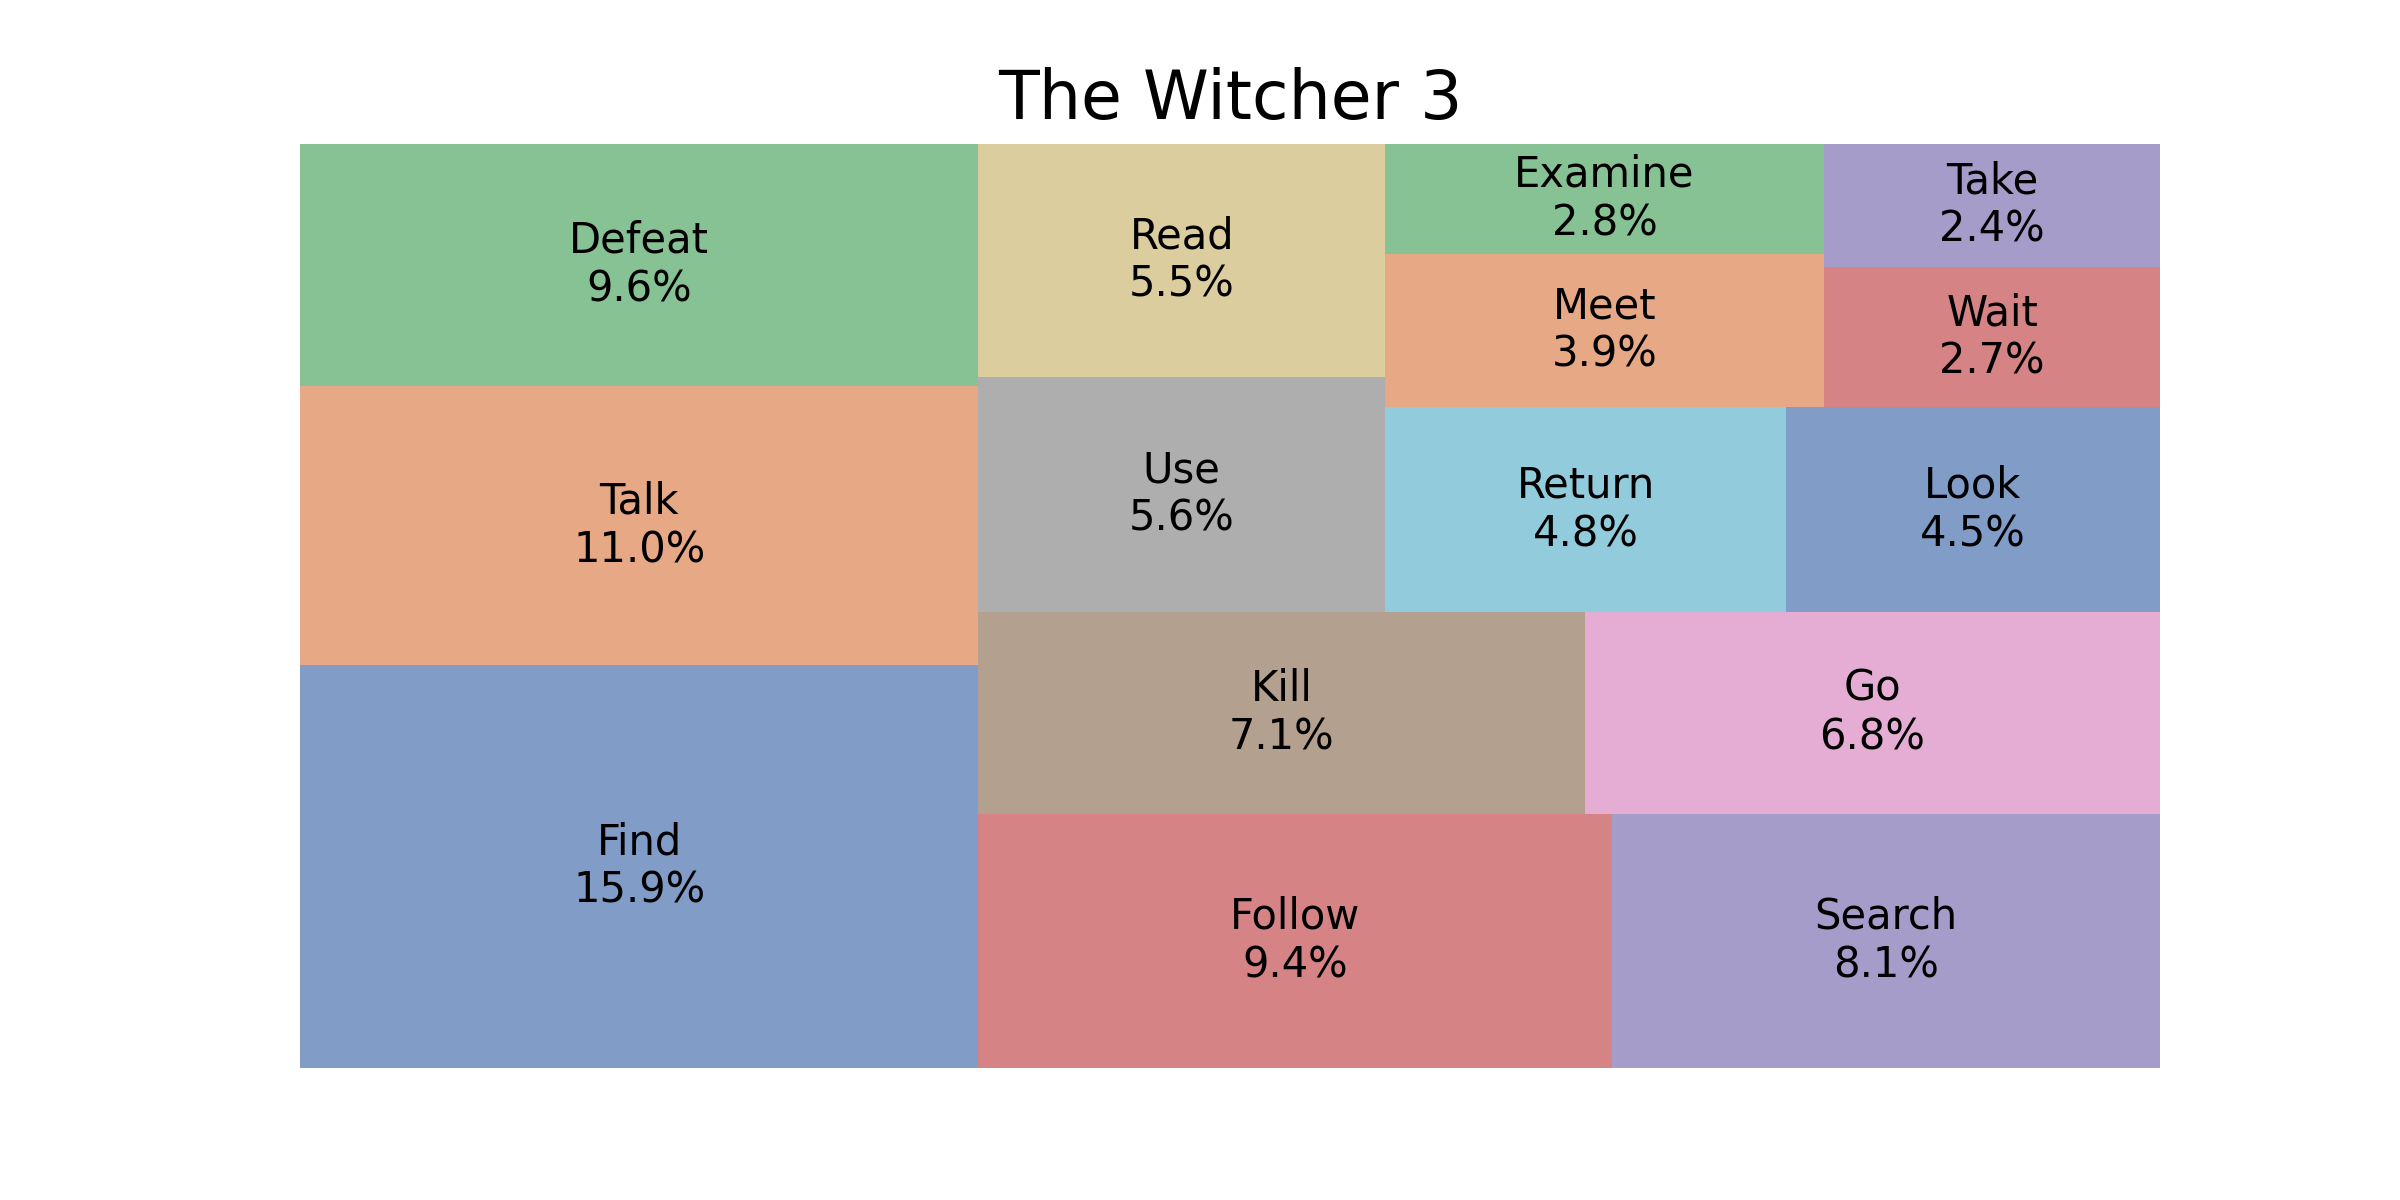 The Witcher 3
Defeat
9.6%
Talk
11.0%
Find
15.9%
Read
5.5%
Use
5.6%
Examine
2.8%
Meet
3.9%
Take
2.4%
Wait
2.7%
Return
4.8%
Look
4.5%
Kill
7.1%
Go
6.8%
Follow
9.4%
Search
8.1%